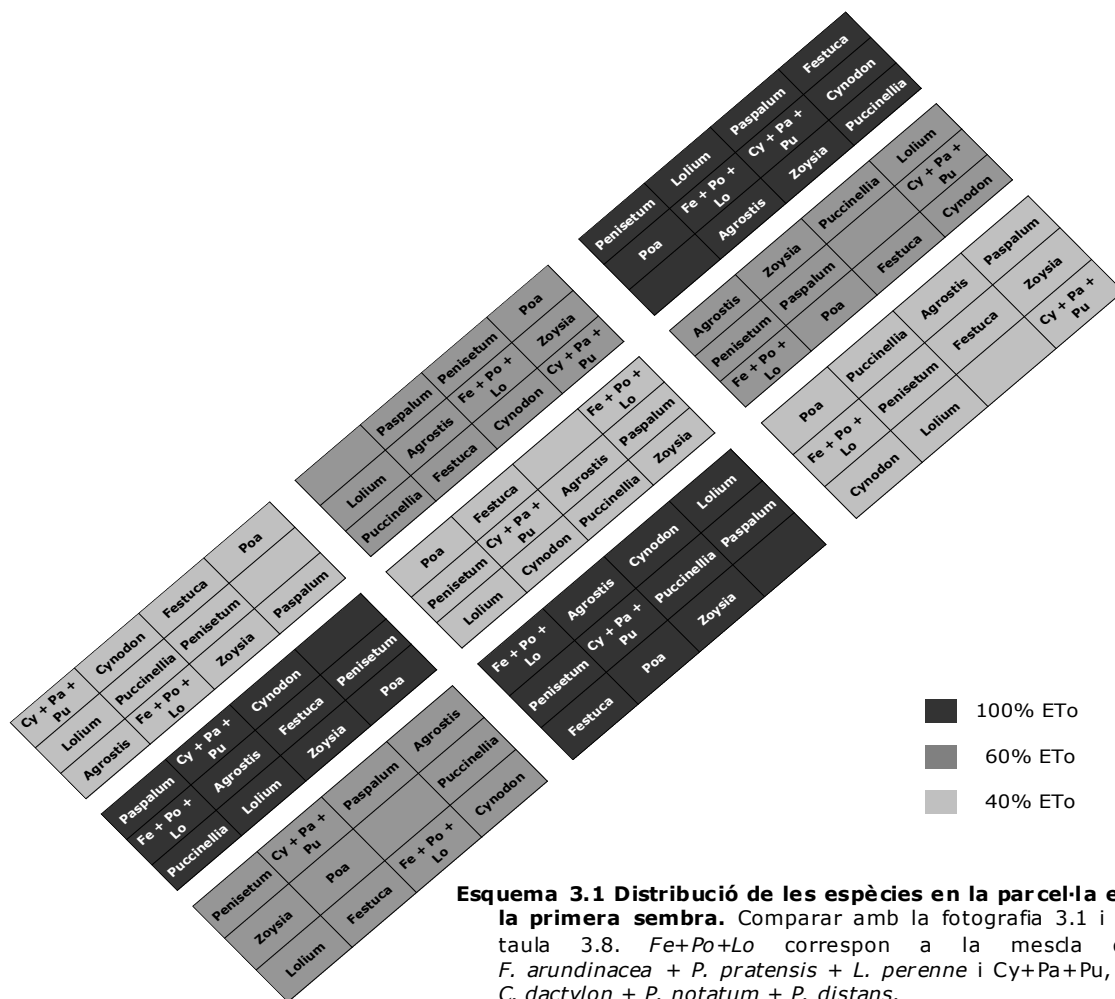 Penisetum
Lolium
Paspalum
Festuca
Poa
Fe + Po +
Lo
Cy + Pa +
Pu
Cynodon
Agrostis
Zoysia
Puccinellia
Agrostis
Zoysia
Puccinellia
Lolium
Penisetum
Paspalum
Cy + Pa +
Pu
Fe + Po +
Lo
Poa
Festuca
Cynodon
Poa
Puccinellia
Agrostis
Paspalum
Fe + Po +
Lo
Penisetum
Festuca
Zoysia
Cynodon
Lolium
Cy + Pa +
Pu
Paspalum
Penisetum
Poa
Lolium
Agrostis
Fe + Po +
Lo
Zoysia
Puccinellia
Festuca
Cynodon
Cy + Pa +
Pu
Poa
Festuca
Fe + Po +
Lo
Penisetum
Cy + Pa +
Pu
Agrostis
Paspalum
Lolium
Cynodon
Puccinellia
Zoysia
Fe + Po +
Lo
Agrostis
Cynodon
Lolium
Penisetum
Cy + Pa +
Pu
Puccinellia
Paspalum
Festuca
Poa
Zoysia
Cy + Pa +
Pu
Cynodon
Festuca
Poa
Lolium
Puccinellia
Penisetum
Agrostis
Fe + Po +
Lo
Zoysia
Paspalum
Paspalum
Cy + Pa +
Pu
Cynodon
Fe + Po +
Lo
Agrostis
Festuca
Penisetum
Puccinellia
Lolium
Zoysia
Poa
Penisetum
Cy + Pa +
Pu
Paspalum
Agrostis
Zoysia
Poa
Puccinellia
Lolium
Festuca
Fe + Po +
Lo
Cynodon
100% ETo
60% ETo
40% ETo
Esquema 3.1 Distribució de les espècies en la parcel·la e
la primera sembra. Comparar amb la fotografia 3.1 i
taula 3.8. Fe+Po+Lo correspon a la mescla
F. arundinacea + P. pratensis + L. perenne i Cy+Pa+Pu,
C. dactylon + P. notatum + P. distans.